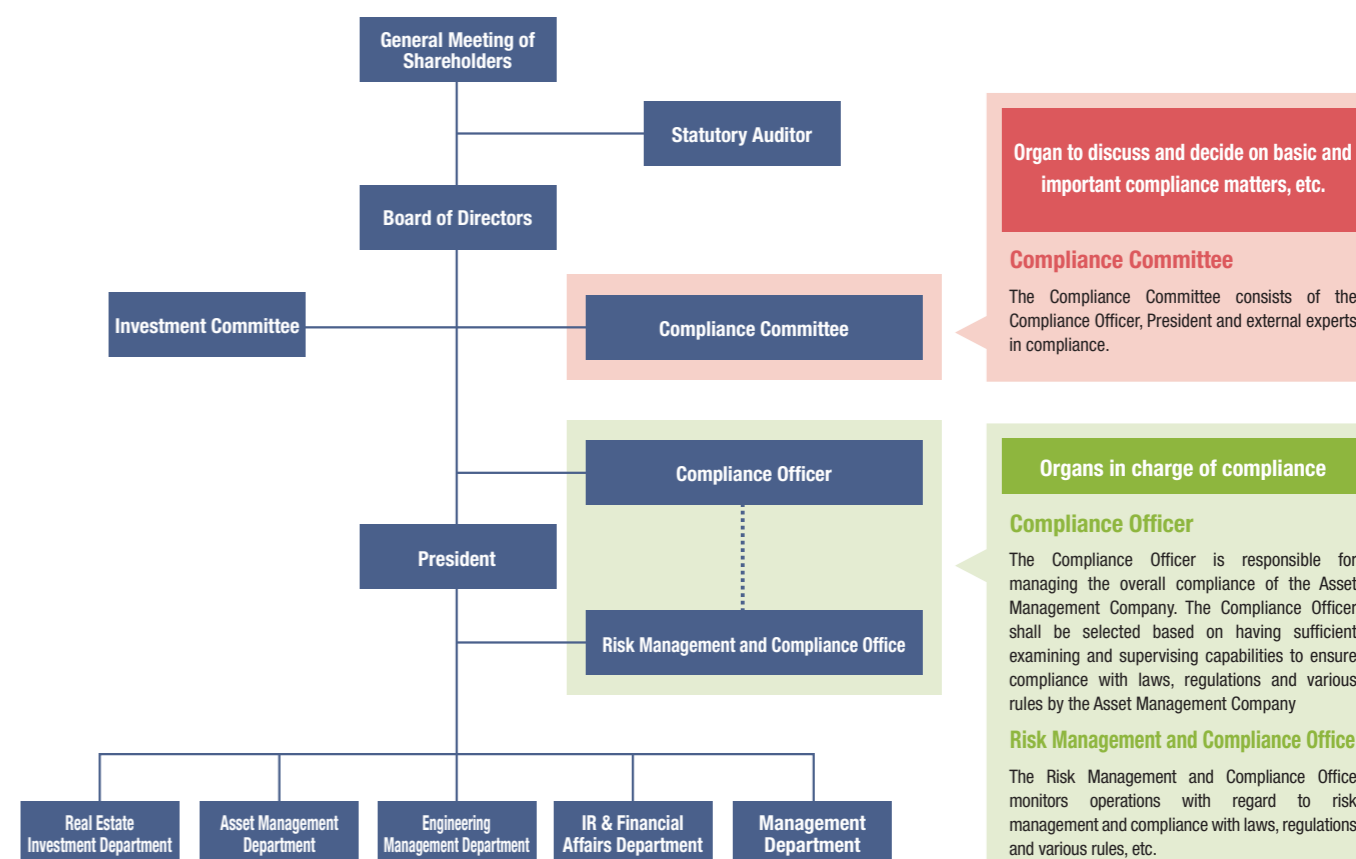 General Meeting of
Shareholders
Statutory Auditor
Board of Directors
Investment Committee
Compliance Committee
Compliance Officer
President
Risk Management and Compliance Office
Real Estate
Investment Department
Asset Management
Department
Engineering
Management Department
IR & Financial
Affairs Department
Management
Department
Organ to discuss and decide on basic and
important compliance matters, etc.
Compliance Committee
The Compliance Committee consists of the
Compliance Officer, President and external experts
in compliance.
Organs in charge of compliance
Compliance Officer
The Compliance Officer is responsible for
managing the overall compliance of the Asset
Management Company. The Compliance Officer
shall be selected based on having sufficient
examining and supervising capabilities to ensure
compliance with laws, regulations and various
rules by the Asset Management Company
Risk Management and Compliance Office
The Risk Management and Compliance Office
monitors operations with regard to risk
management and compliance with laws, regulations
and various rules, etc.